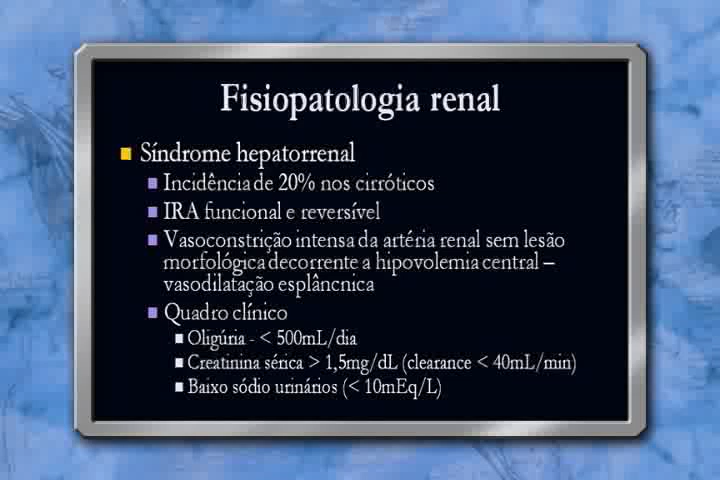 Fisiopatologia renal
Síndrome hepatorrenal
Incidência de 20% nos cirróticos
IRA funcional e reversível
Vasoconstrição intensa da artéria renal sem lesão
morfológica decorrente a hipovolemia central –
vasodilatação esplâncnica
Quadro clínico
Oligúria - < 500mL/dia
Creatinina sérica > 1,5mg/dL (clearance < 40mL/min)
Baixo sódio urinários (< 10mEq/L)